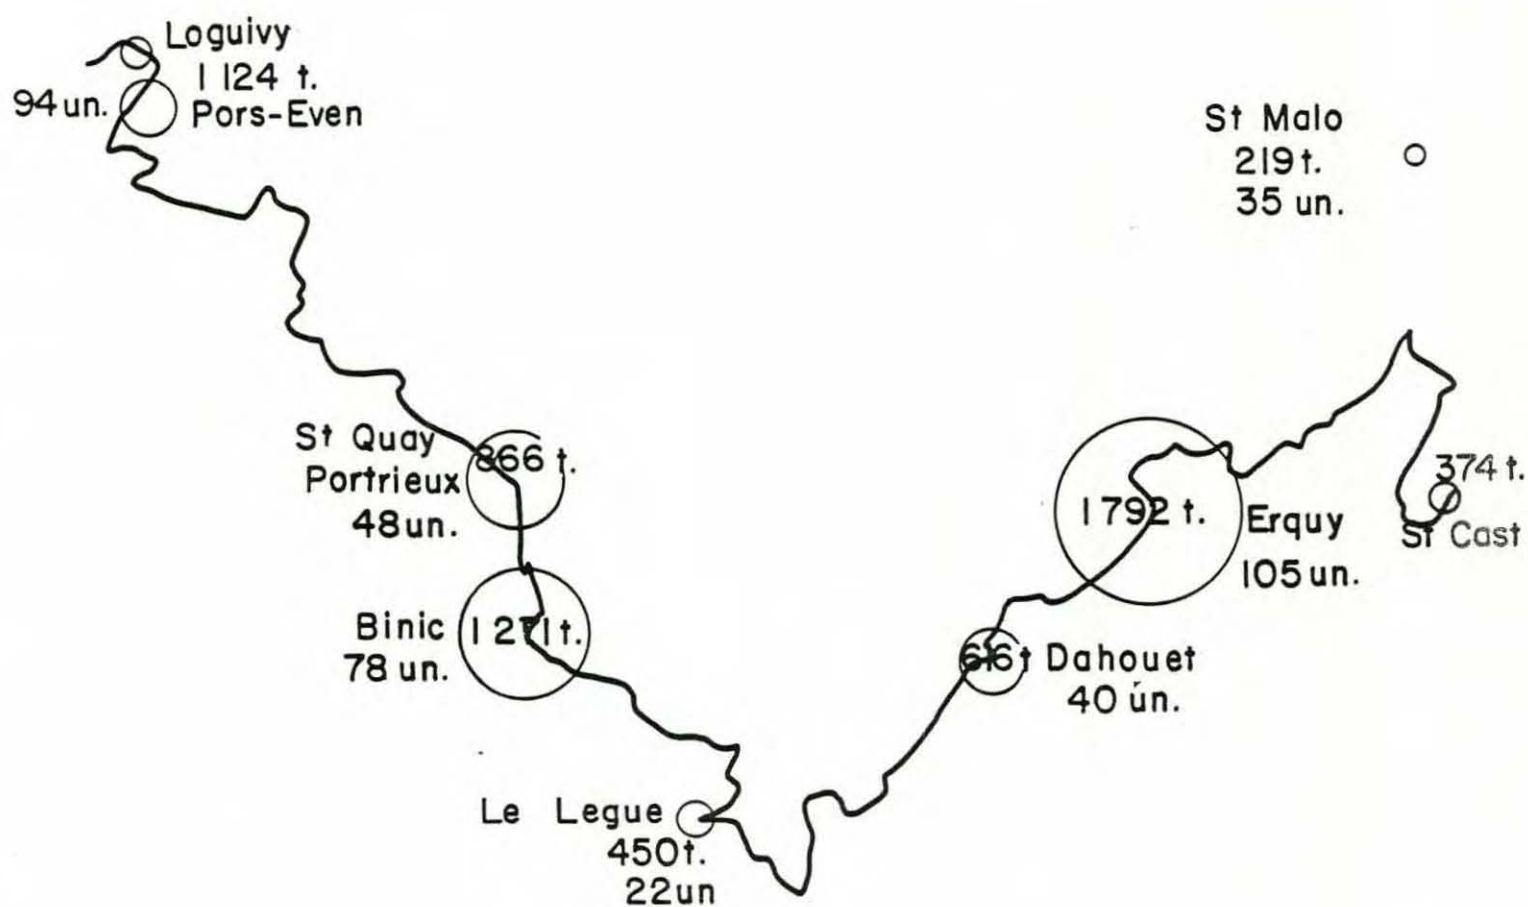 Loguivy
1 124 t.
94 un.
Pors-Even
St Malo
219 t.
35 un.
St Quay
866 t.
Portrieux
48 un.
1 792 t.
Erquy
105 un.
374 t.
St Cast
Binic
1 271 t.
78 un.
616 t
Dahouet
40 un.
Le Legue
450 t.
22 un